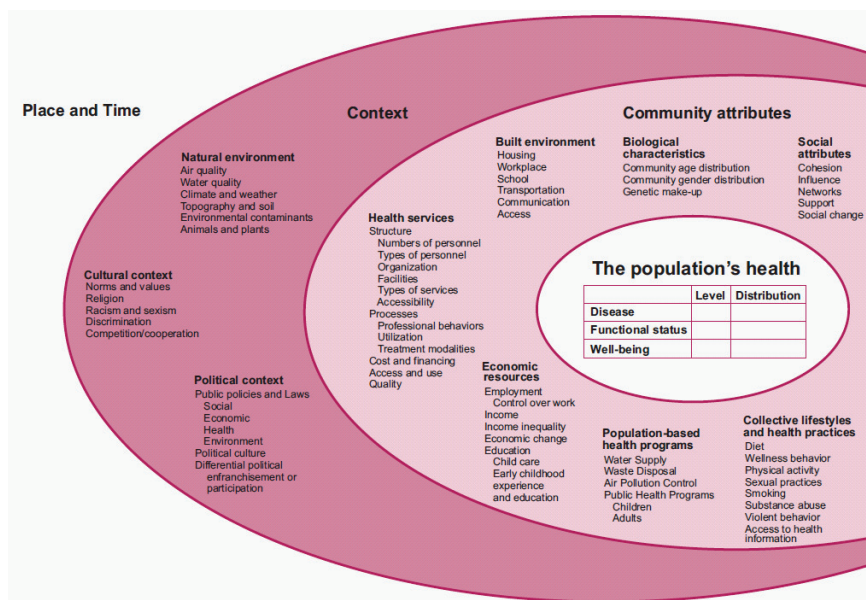 Place and Time
Context
Community attributes
Natural environment
Air quality
Water quality
Climate and weather
Topography and soil
Environmental contaminants
Animals and plants
Cultural context
Norms and values
Religion
Racism and sexism
Discrimination
Competition/cooperation
Political context
Public policies and Laws
Social
Economic
Health
Environment
Political culture
Differential political
enfranchisement or
participation
Health services
Structure
Numbers of personnel
Types of personnel
Organization
Facilities
Types of services
Accessibility
Processes
Professional behaviors
Utilization
Treatment modalities
Cost and financing
Access and use
Quality
Built environment
Housing
Workplace
School
Transportation
Communication
Access
Biological
characteristics
Community age distribution
Community gender distribution
Genetic make-up
Social
attributes
Cohesion
Influence
Networks
Support
Social change
The population's health
Level Distribution
Disease
Functional status
Well-being
Economic
resources
Employment
Control over work
Income
Income inequality
Economic change
Education
Child care
Early childhood
experience
and education
Population-based
health programs
Water Supply
Waste Disposal
Air Pollution Control
Public Health Programs
Children
Adults
Collective lifestyles
and health practices
Diet
Wellness behavior
Physical activity
Sexual practices
Smoking
Substance abuse
Violent behavior
Access to health
information